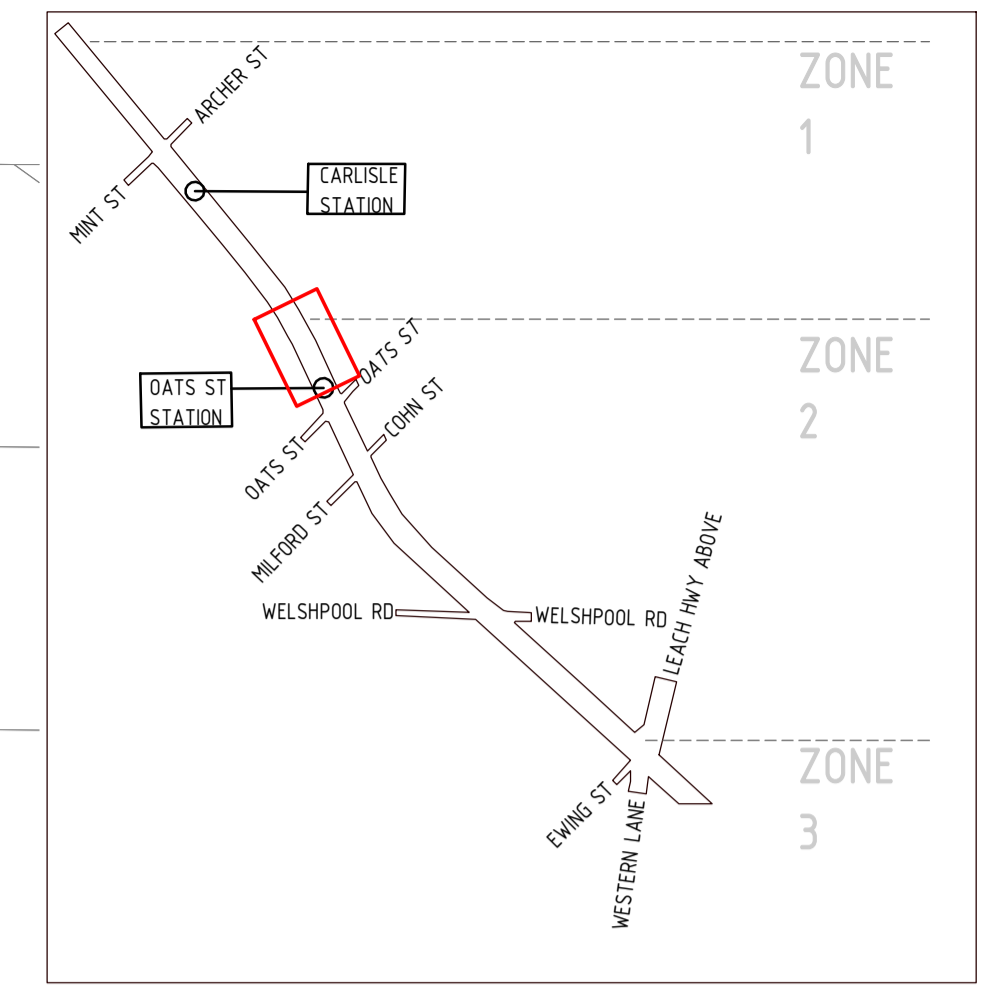 ZONE
1
ARCHER ST
MINT ST
CARLISLE
STATION
ZONE
2
OATS ST
OATS ST
STATION
COHN ST
OATS ST
MILFORD ST
WELSHPOOL RD
WELSHPOOL RD
LEACH HWY ABOVE
ZONE
3
EWING ST
WESTERN LANE